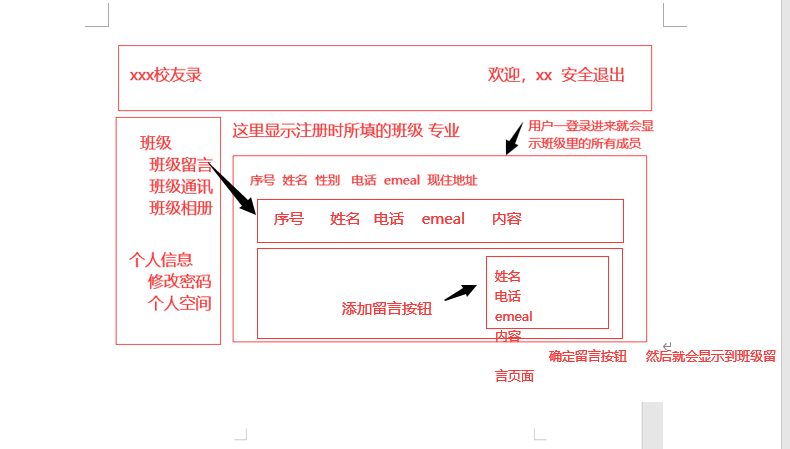 xxx校友录
欢迎，xx 安全退出
班级
班级留言
班级通讯
班级相册
个人信息
修改密码
个人空间
这里显示注册时所填的班级 专业
用户一登录进来就会显
示班级里的所有成员
序号 姓名 性别 电话 emeal 现住地址
序号 姓名 电话 emeal 内容
添加留言按钮
姓名
电话
emeal
内容
确定留言按钮 然后就会显示到班级留
言页面